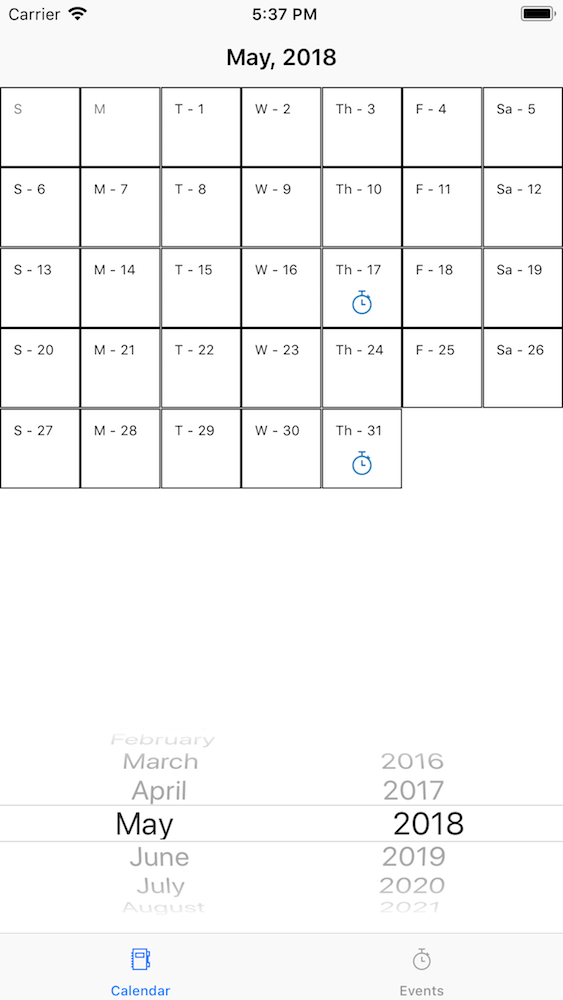 Carrier 5:37 PM
May, 2018
S M T - 1 W - 2 Th - 3 F - 4 Sa - 5
S - 6 M - 7 T - 8 W - 9 Th - 10 F - 11 Sa - 12
S - 13 M - 14 T - 15 W - 16 Th - 17 F - 18 Sa - 19
S - 20 M - 21 T - 22 W - 23 Th - 24 F - 25 Sa - 26
S - 27 M - 28 T - 29 W - 30 Th - 31
February
March 2016
April 2017
May 2018
June 2019
July 2020
August 2021
Calendar Events